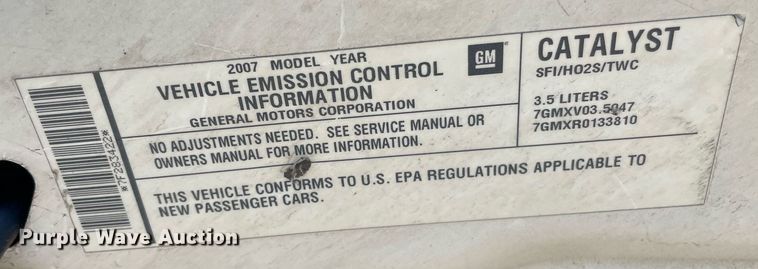 *7F283422*
2007 MODEL YEAR
VEHICLE EMISSION CONTROL
INFORMATION
GENERAL MOTORS CORPORATION
GM
CATALYST
SFI/HO2S/TWC
NO ADJUSTMENTS NEEDED. SEE SERVICE MANUAL OR
OWNERS MANUAL FOR MORE INFORMATION.
3.5 LITERS
7GMXV03.5047
7GMXR0133810
THIS VEHICLE CONFORMS TO U.S. EPA REGULATIONS APPLICABLE TO
NEW PASSENGER CARS.
Purple Wave Auction